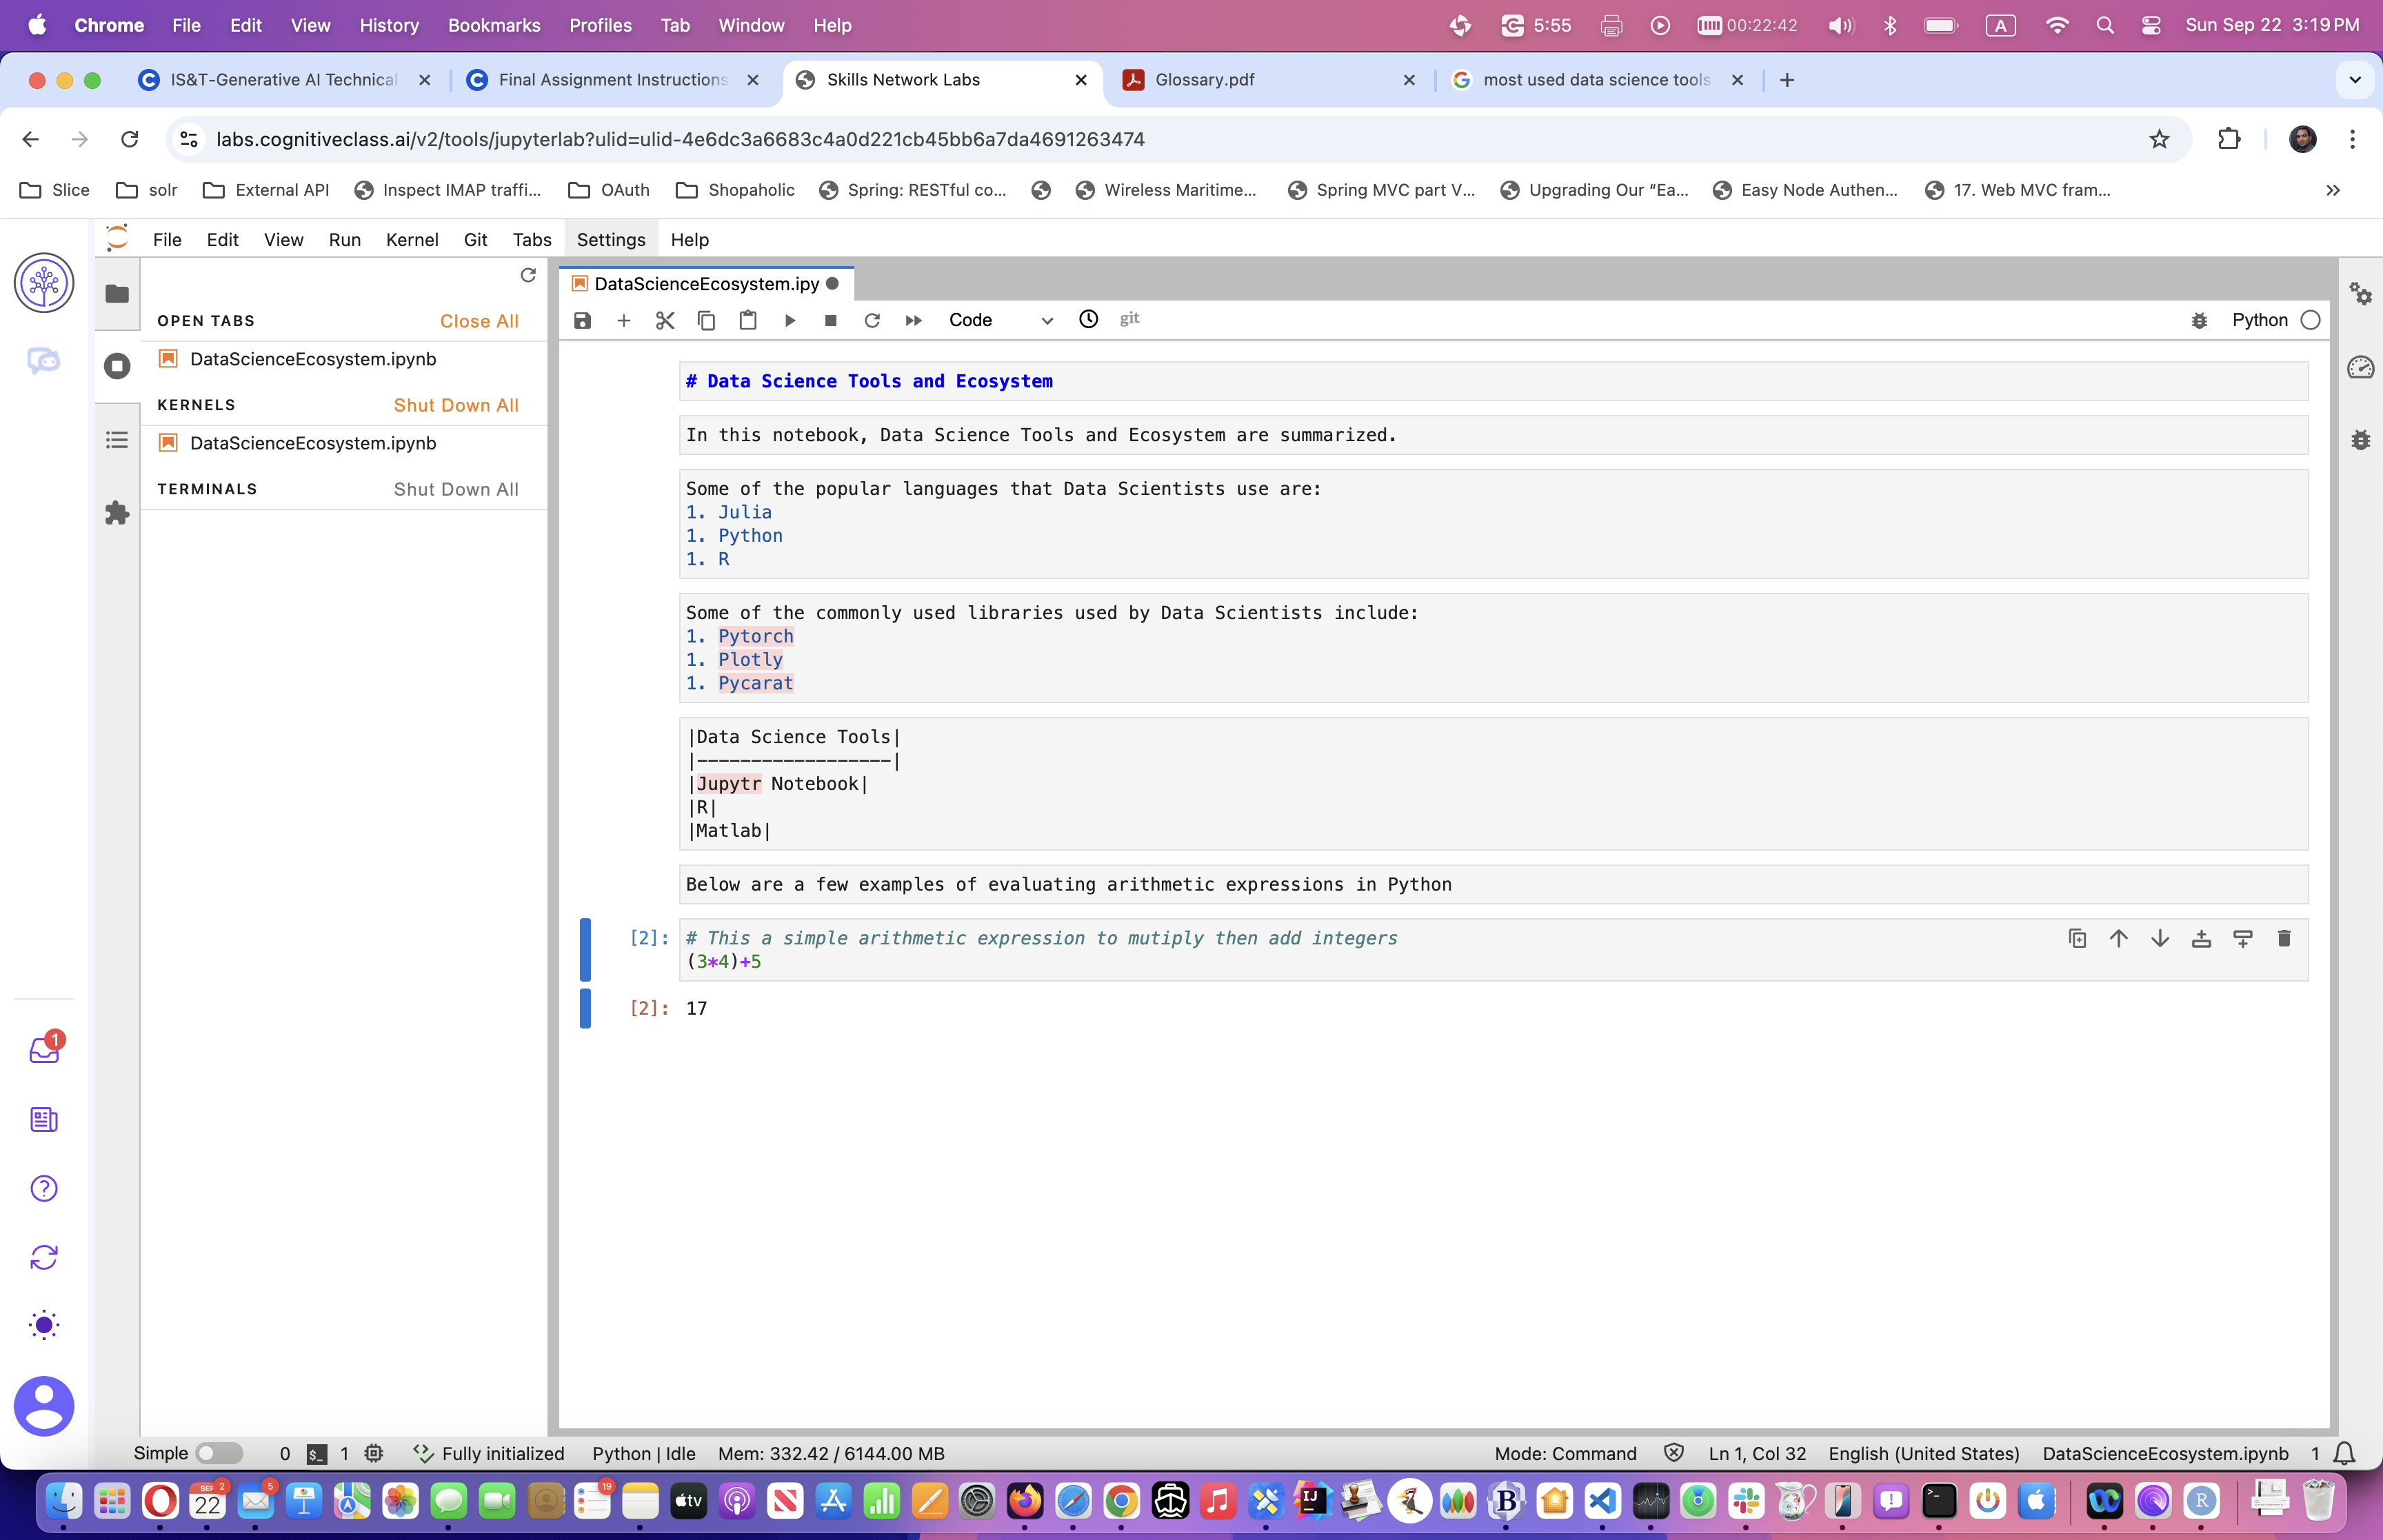 Chrome File Edit View History Bookmarks Profiles Tab Window Help 5:55 00:22:42 A Sun Sep 22 3:19 PM
IS&T-Generative AI Technical Final Assignment Instructions Skills Network Labs Glossary.pdf most used data science tools
labs.cognitiveclass.ai/v2/tools/jupyterlab?ulid=ulid-4e6dc3a6683c4a0d221cb45bb6a7da4691263474
Slice solr External API Inspect IMAP traffi... OAuth Shopaholic Spring: RESTful co... Wireless Maritime... Spring MVC part V... Upgrading Our “Ea... Easy Node Authen... 17. Web MVC fram...
File Edit View Run Kernel Git Tabs Settings Help
DataScienceEcosystem.ipy
OPEN TABS Close All
Code git Python
DataScienceEcosystem.ipynb
KERNELS Shut Down All
DataScienceEcosystem.ipynb
TERMINALS Shut Down All
# Data Science Tools and Ecosystem
In this notebook, Data Science Tools and Ecosystem are summarized.
Some of the popular languages that Data Scientists use are:
1. Julia
1. Python
1. R
Some of the commonly used libraries used by Data Scientists include:
1. Pytorch
1. Plotly
1. Pycarat
|Data Science Tools|
|------------------|
|Jupytr Notebook|
|R|
|Matlab|
Below are a few examples of evaluating arithmetic expressions in Python
[2]: # This a simple arithmetic expression to mutiply then add integers
(3*4)+5
[2]: 17
1
Simple 0 $_ 1 Fully initialized Python | Idle Mem: 332.42 / 6144.00 MB Mode: Command Ln 1, Col 32 English (United States) DataScienceEcosystem.ipynb 1
SEP 22 2 5 19 tv IJ B R